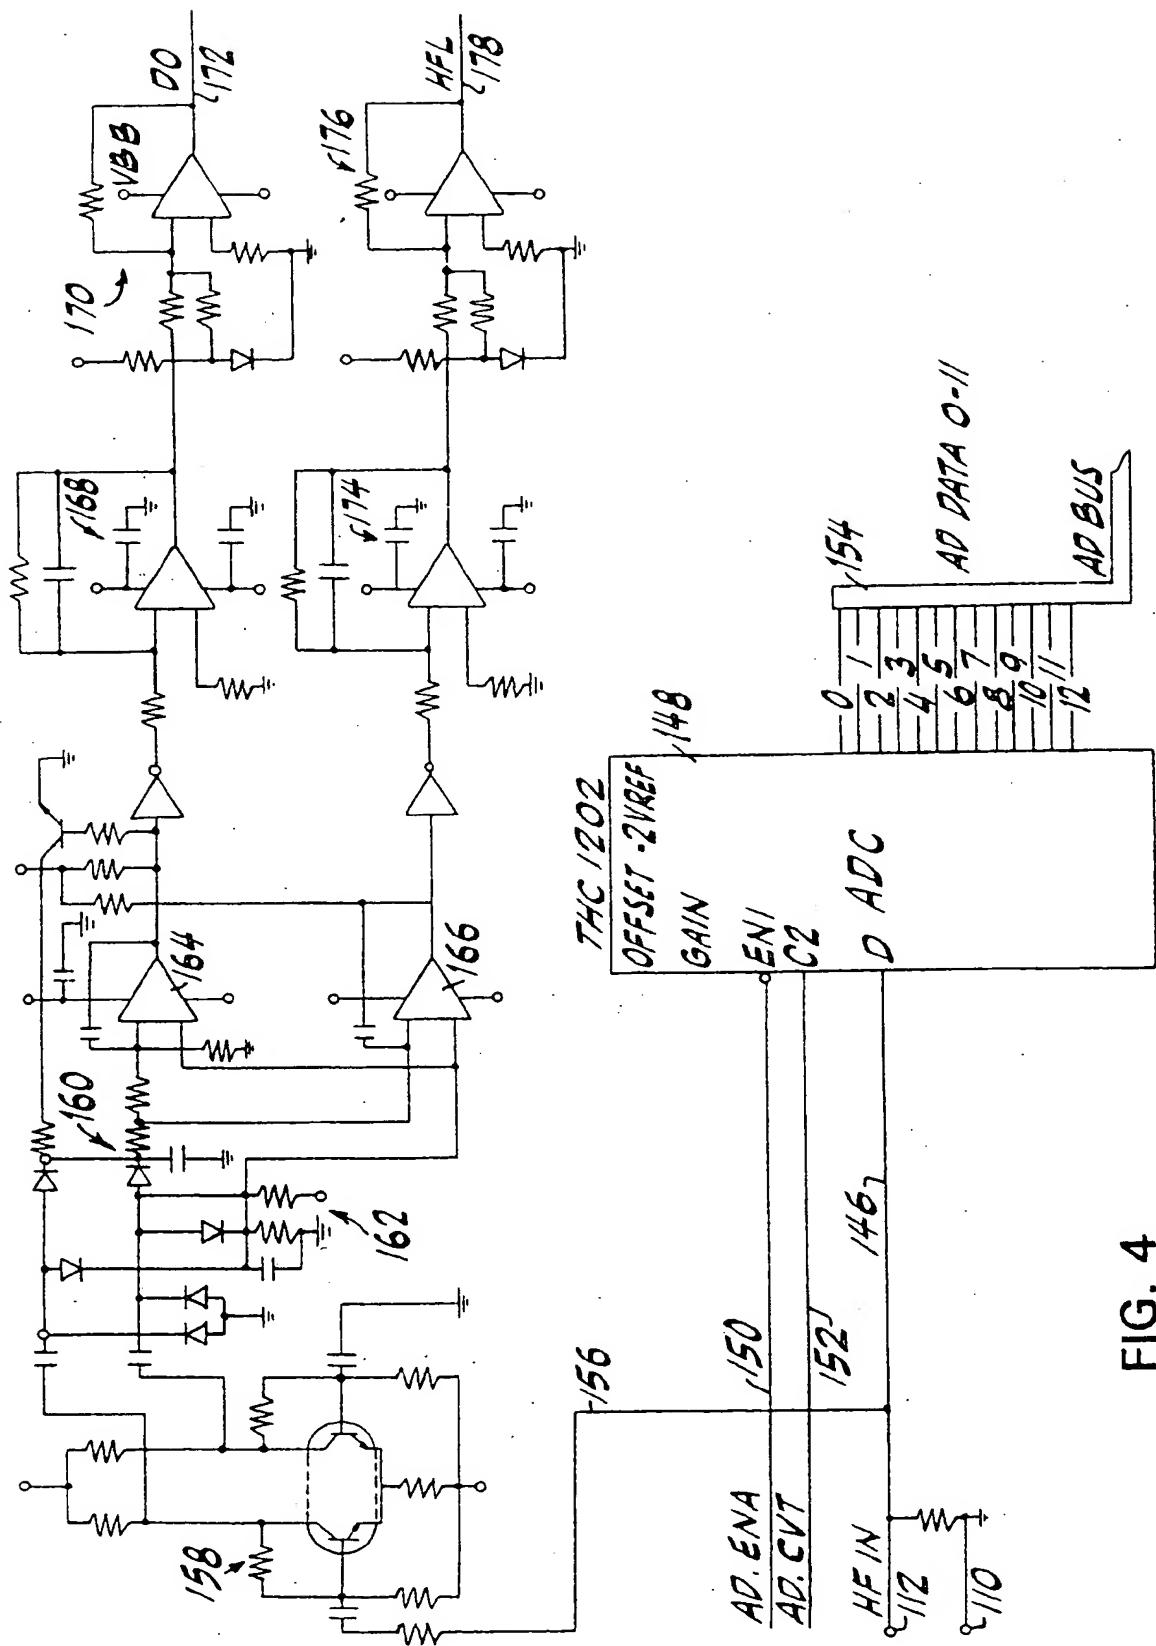 DO
172
VBB
170
HFL
178
176
168
174
164
166
160
162
158
156
THC 1202
OFFSET -2VREF
148
GAIN
EN1
C2
D ADC
0
1
2
3
4
5
6
7
8
9
10
11
12
154
AD DATA 0-11
AD BUS
AD. ENA
150
AD. CVT
152
146
HF IN
112
110
FIG. 4